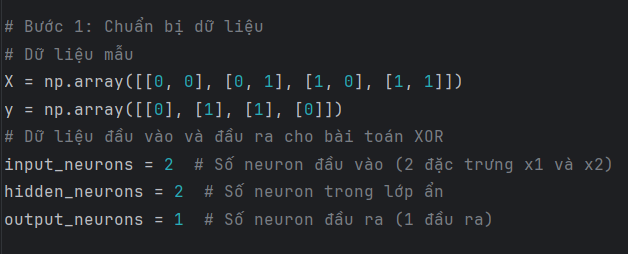 # Bước 1: Chuẩn bị dữ liệu
# Dữ liệu mẫu
X = np.array([[0, 0], [0, 1], [1, 0], [1, 1]])
y = np.array([[0], [1], [1], [0]])
# Dữ liệu đầu vào và đầu ra cho bài toán XOR
input_neurons = 2  # Số neuron đầu vào (2 đặc trưng x1 và x2)
hidden_neurons = 2  # Số neuron trong lớp ẩn
output_neurons = 1  # Số neuron đầu ra (1 đầu ra)